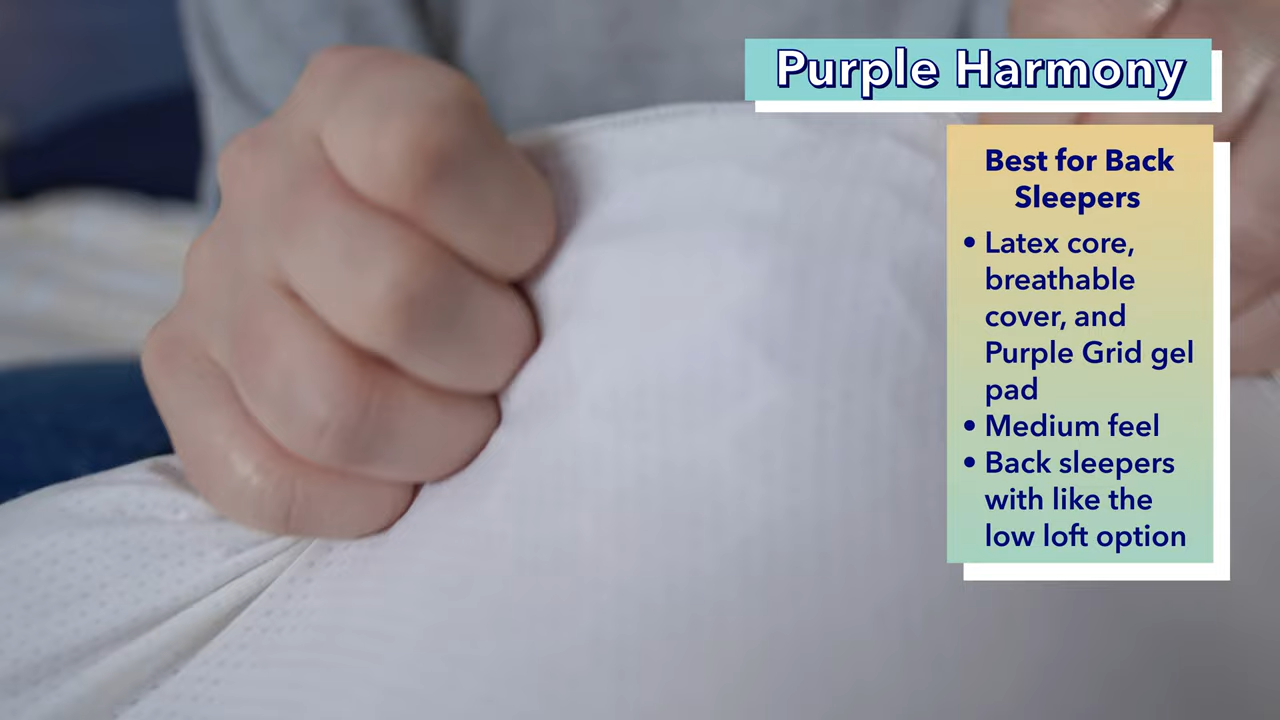 Purple Harmony
Best for Back
Sleepers
• Latex core,
breathable
cover, and
Purple Grid gel
pad
• Medium feel
• Back sleepers
with like the
low loft option